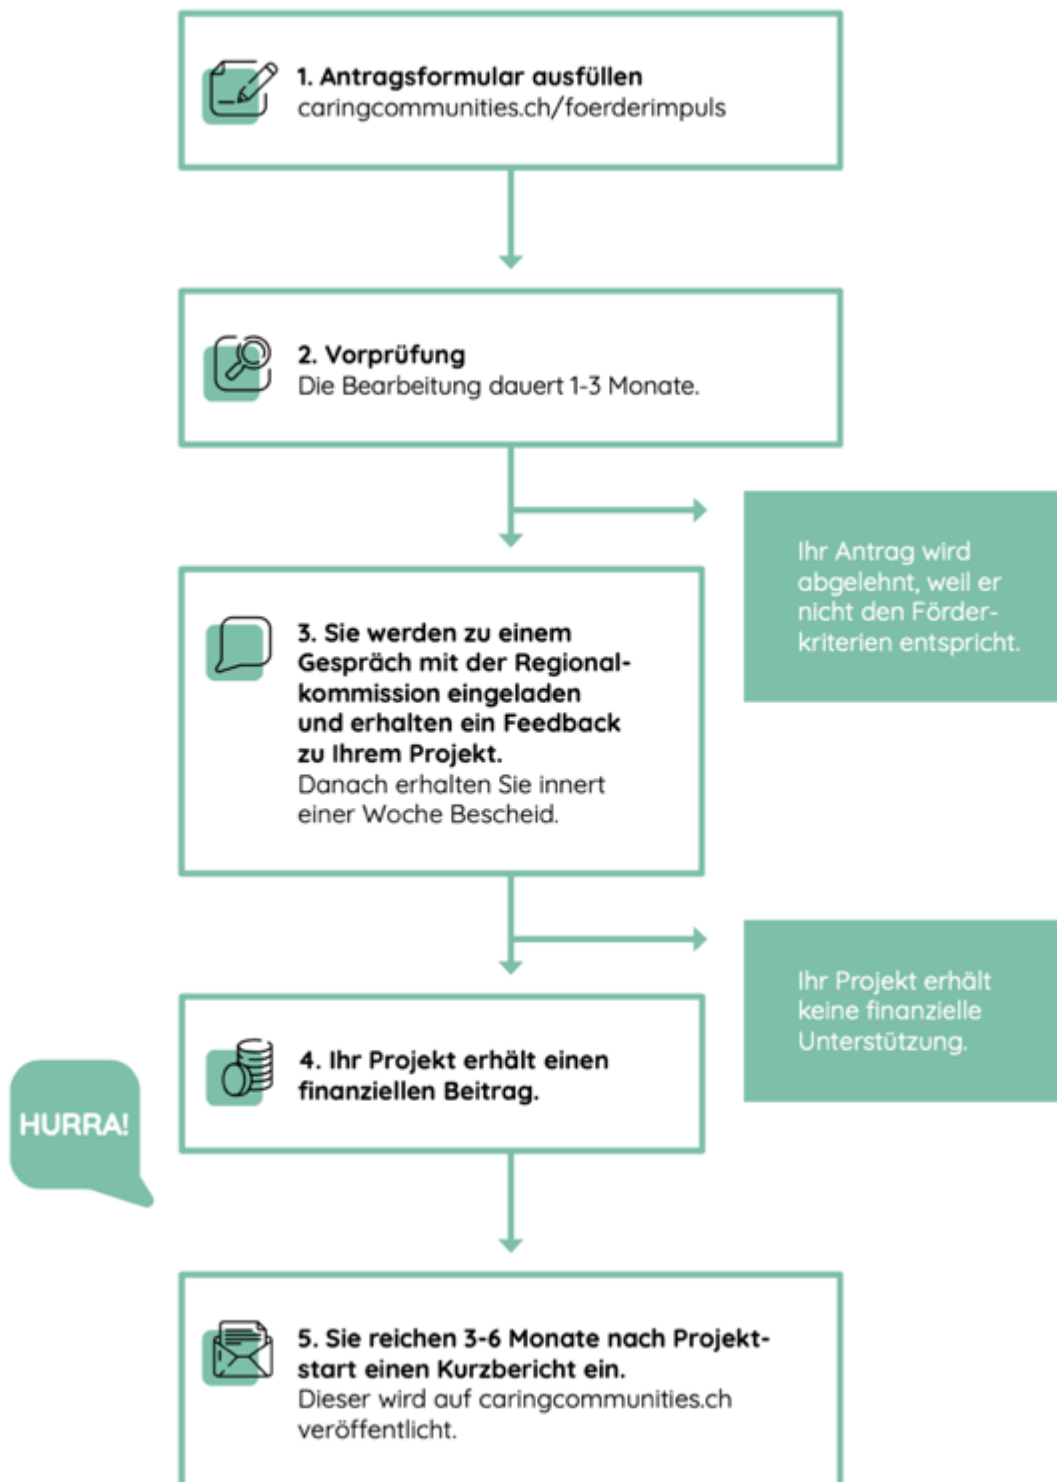 1. Antragsformular ausfüllen
caringcommunities.ch/foerderimpuls
2. Vorprüfung
Die Bearbeitung dauert 1-3 Monate.
Ihr Antrag wird
abgelehnt, weil er
nicht den Förder-
kriterien entspricht.
3. Sie werden zu einem
Gespräch mit der Regional-
kommission eingeladen
und erhalten ein Feedback
zu Ihrem Projekt.
Danach erhalten Sie innert
einer Woche Bescheid.
Ihr Projekt erhält
keine finanzielle
Unterstützung.
4. Ihr Projekt erhält einen
finanziellen Beitrag.
HURRA!
5. Sie reichen 3-6 Monate nach Projekt-
start einen Kurzbericht ein.
Dieser wird auf caringcommunities.ch
veröffentlicht.